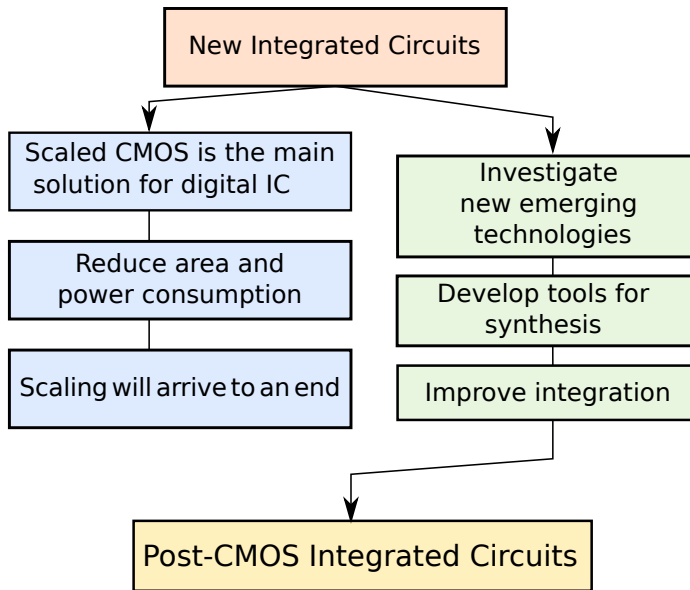 New Integrated Circuits
Scaled CMOS is the main
solution for digital IC
Reduce area and
power consumption
Scaling will arrive to an end
Investigate
new emerging
technologies
Develop tools for
synthesis
Improve integration
Post-CMOS Integrated Circuits